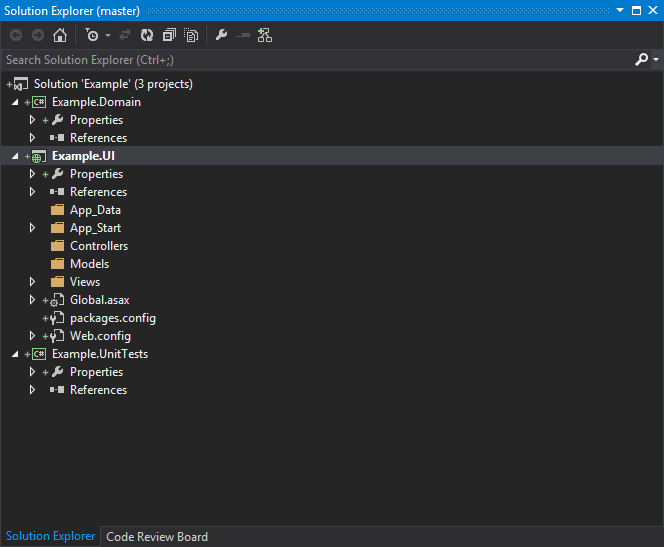 Solution Explorer (master)
Search Solution Explorer (Ctrl+;)
Solution 'Example' (3 projects)
C# Example.Domain
Properties
References
Example.UI
Properties
References
App_Data
App_Start
Controllers
Models
Views
Global.asax
packages.config
Web.config
C# Example.UnitTests
Properties
References
Solution Explorer Code Review Board